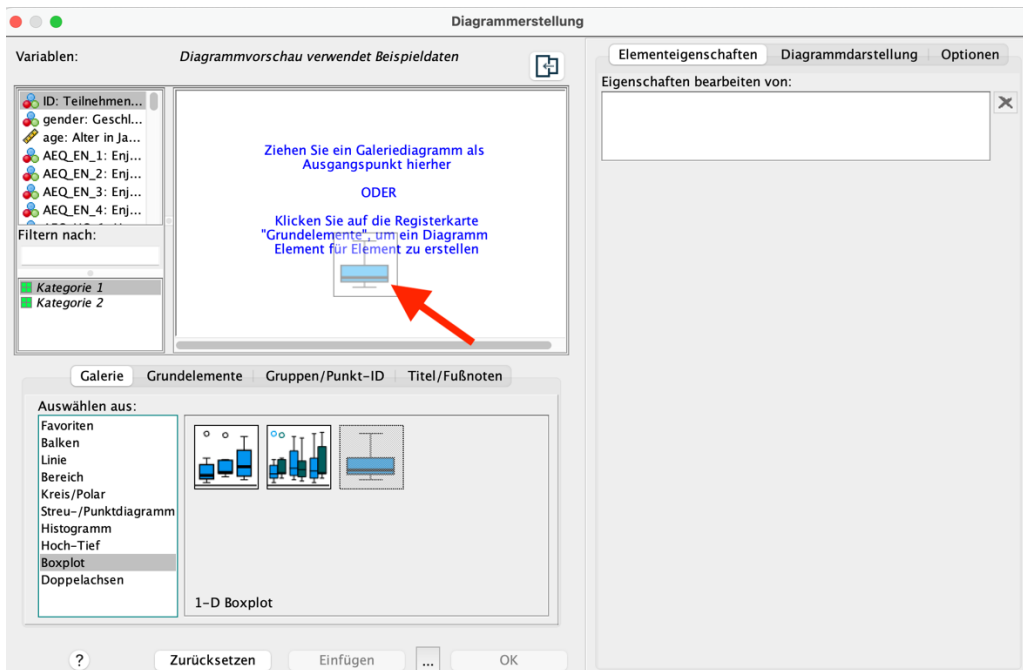 Diagrammerstellung
Variablen:
Diagrammvorschau verwendet Beispieldaten
ID: Teilnehmen...
gender: Geschl...
age: Alter in Ja...
AEQ_EN_1: Enj...
AEQ_EN_2: Enj...
AEQ_EN_3: Enj...
AEQ_EN_4: Enj...
Filtern nach:
Kategorie 1
Kategorie 2
Ziehen Sie ein Galeriediagramm als
Ausgangspunkt hierher
ODER
Klicken Sie auf die Registerkarte
"Grundelemente", um ein Diagramm
Element für Element zu erstellen
Galerie
Grundelemente
Gruppen/Punkt-ID
Titel/Fußnoten
Auswählen aus:
Favoriten
Balken
Linie
Bereich
Kreis/Polar
Streu-/Punktdiagramm
Histogramm
Hoch-Tief
Boxplot
Doppelachsen
1-D Boxplot
?
Zurücksetzen
Einfügen
...
OK
Elementeigenschaften
Diagrammdarstellung
Optionen
Eigenschaften bearbeiten von: